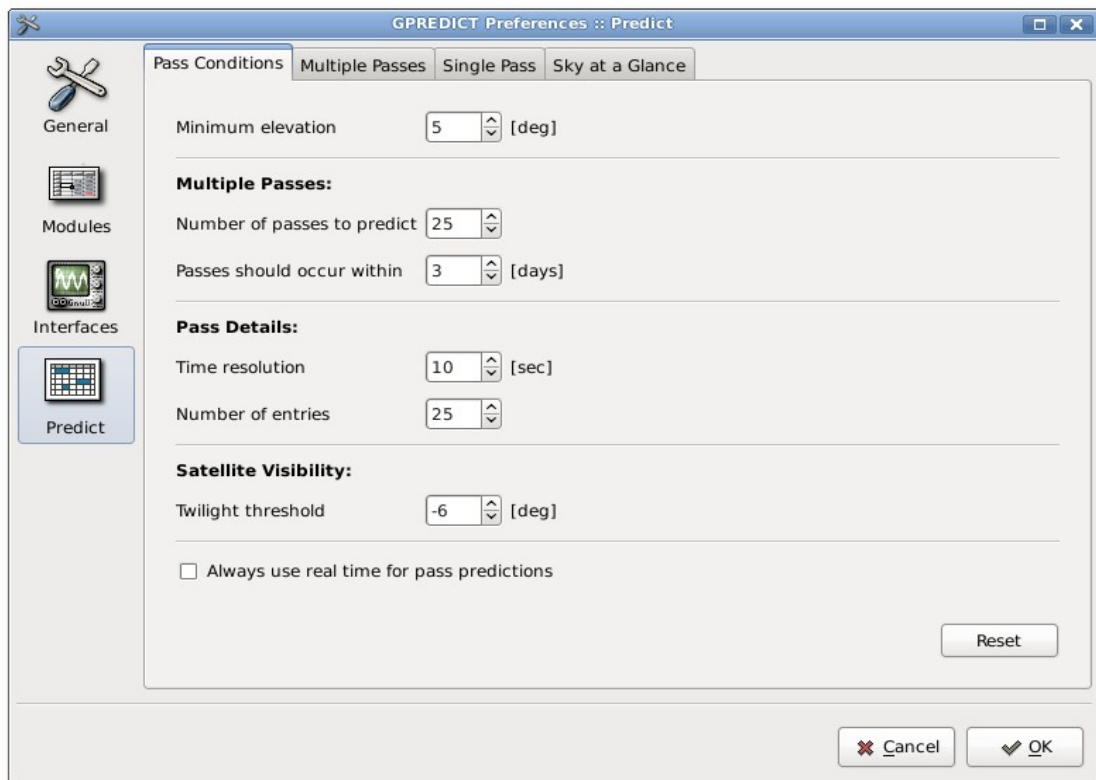 GPREDICT Preferences :: Predict
General
Modules
Interfaces
Predict
Pass Conditions
Multiple Passes
Single Pass
Sky at a Glance
Minimum elevation 5 [deg]
Multiple Passes:
Number of passes to predict 25
Passes should occur within 3 [days]
Pass Details:
Time resolution 10 [sec]
Number of entries 25
Satellite Visibility:
Twilight threshold -6 [deg]
Always use real time for pass predictions
Reset
Cancel
OK